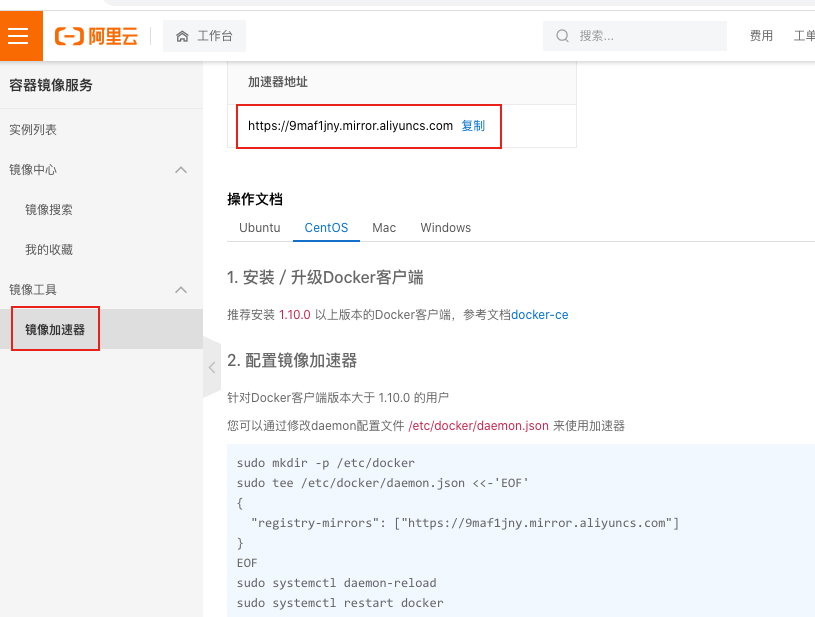 阿里云
工作台
搜索...
费用
工单
容器镜像服务
实例列表
镜像中心
镜像搜索
我的收藏
镜像工具
镜像加速器
加速器地址
https://9maf1jny.mirror.aliyuncs.com 复制
操作文档
Ubuntu
CentOS
Mac
Windows
1. 安装 / 升级Docker客户端
推荐安装 1.10.0 以上版本的Docker客户端，参考文档docker-ce
2. 配置镜像加速器
针对Docker客户端版本大于 1.10.0 的用户
您可以通过修改daemon配置文件 /etc/docker/daemon.json 来使用加速器
sudo mkdir -p /etc/docker
sudo tee /etc/docker/daemon.json <<-'EOF'
{
  "registry-mirrors": ["https://9maf1jny.mirror.aliyuncs.com"]
}
EOF
sudo systemctl daemon-reload
sudo systemctl restart docker